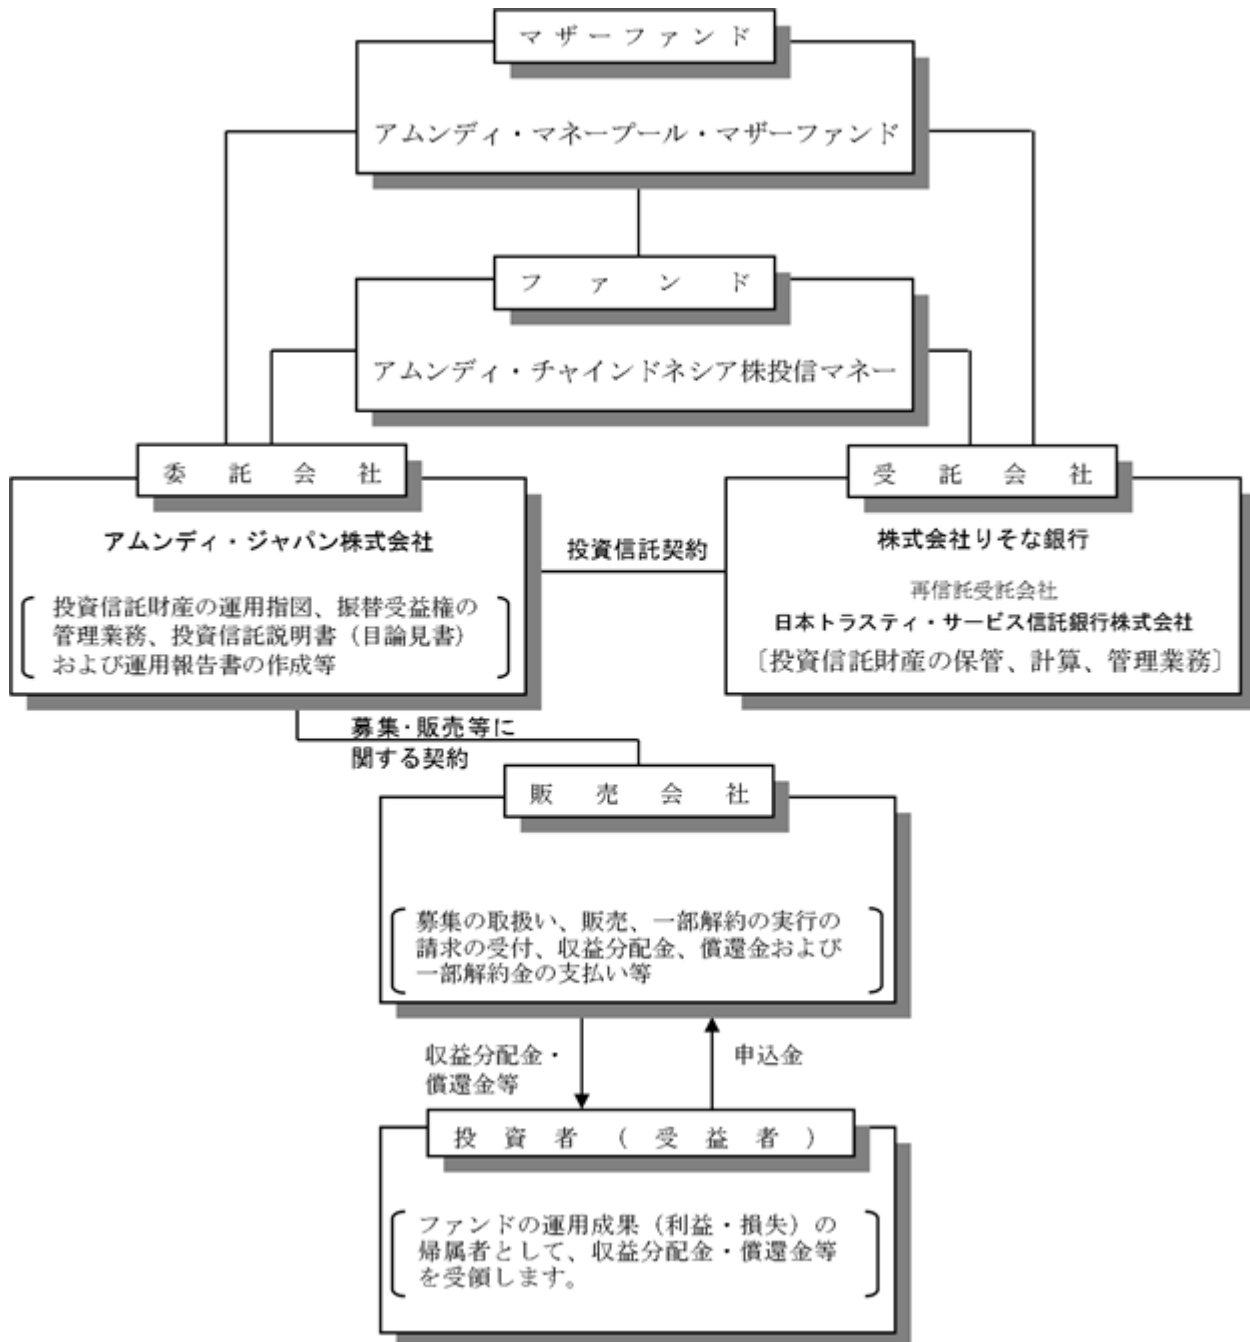 マザーファンド
アムンディ・マネープール・マザーファンド
ファンド
アムンディ・チャインドネシア株投信マネー
委託会社
アムンディ・ジャパン株式会社
投資信託財産の運用指図、振替受益権の
管理業務、投資信託説明書（目論見書）
および運用報告書の作成等
投資信託契約
受託会社
株式会社りそな銀行
再信託受託会社
日本トラスティ・サービス信託銀行株式会社
〔投資信託財産の保管、計算、管理業務〕
募集・販売等に
関する契約
販売会社
募集の取扱い、販売、一部解約の実行の
請求の受付、収益分配金、償還金および
一部解約金の支払い等
収益分配金・
償還金等
申込金
投資者（受益者）
ファンドの運用成果（利益・損失）の
帰属者として、収益分配金・償還金等
を受領します。